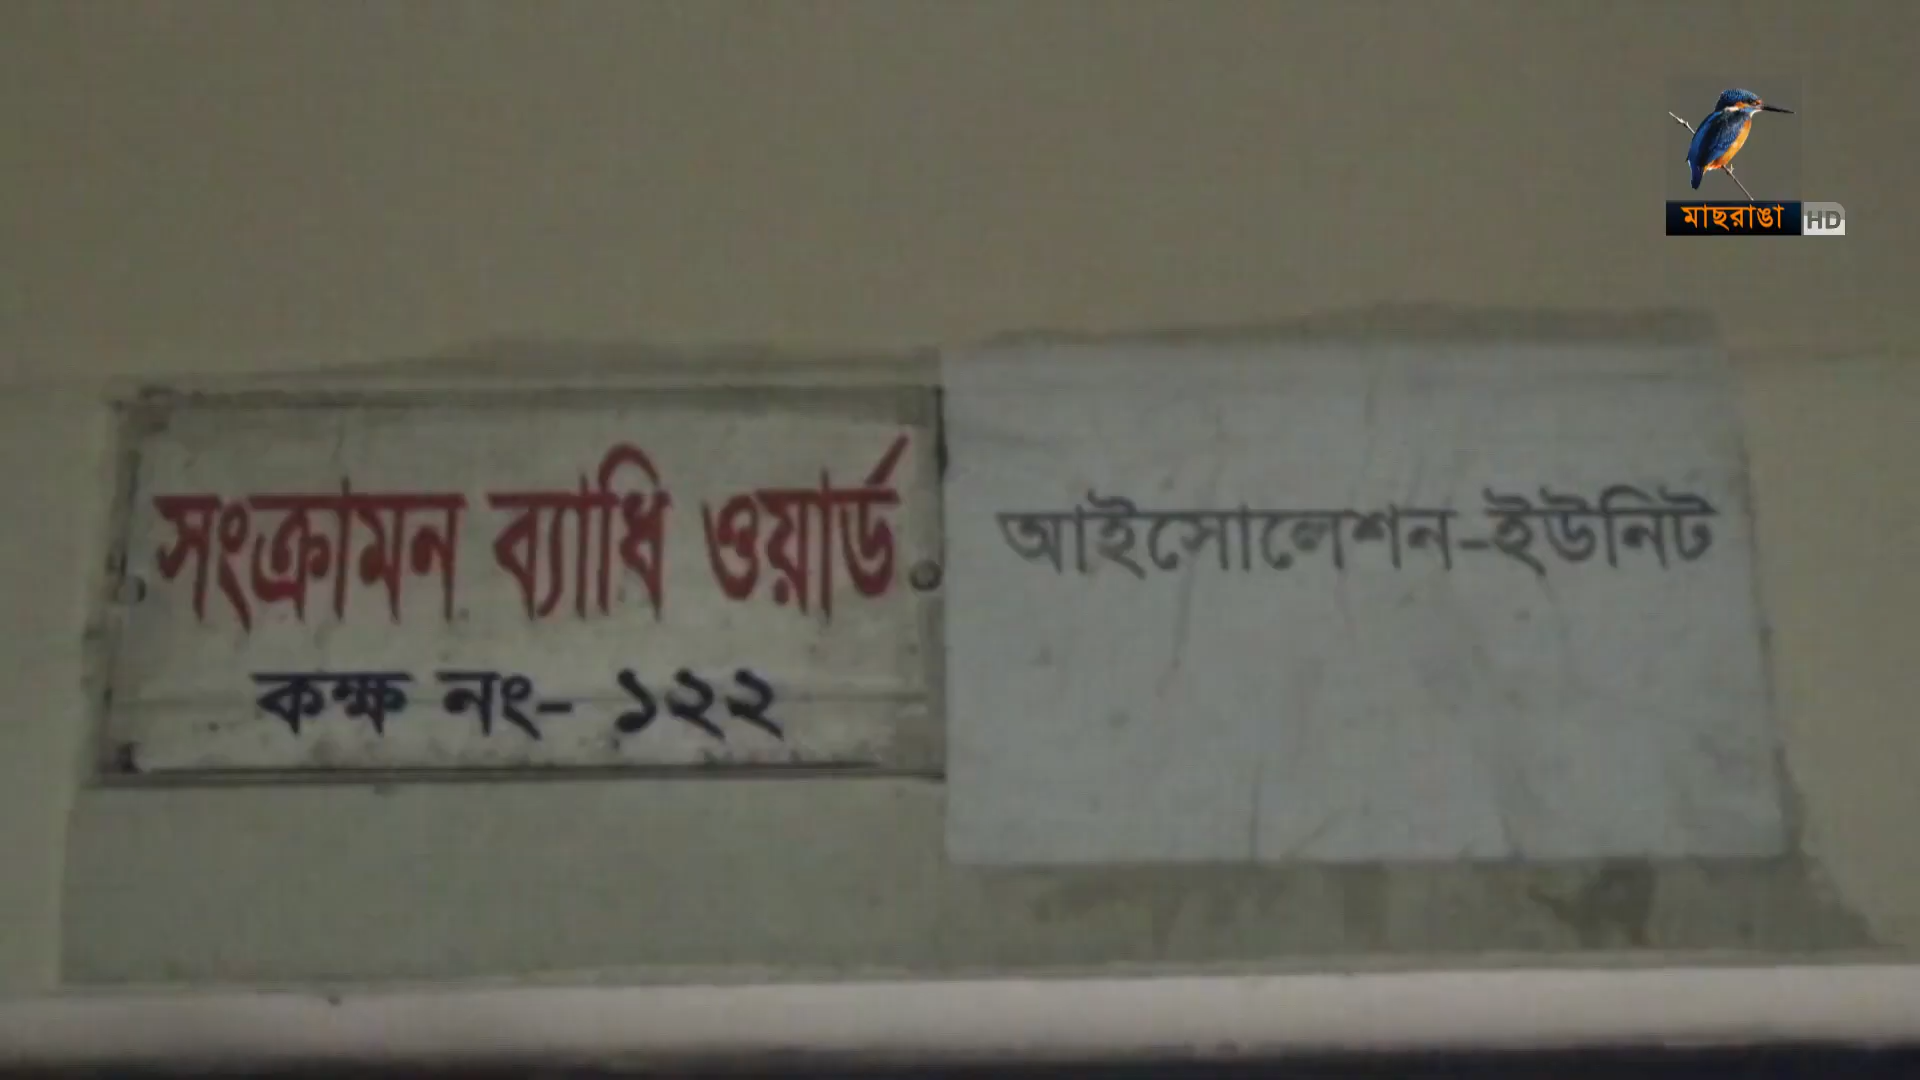 মাছরাঙা HD
সংক্রামন ব্যাধি ওয়ার্ড
কক্ষ নং- ১২২
আইসোলেশন-ইউনিট